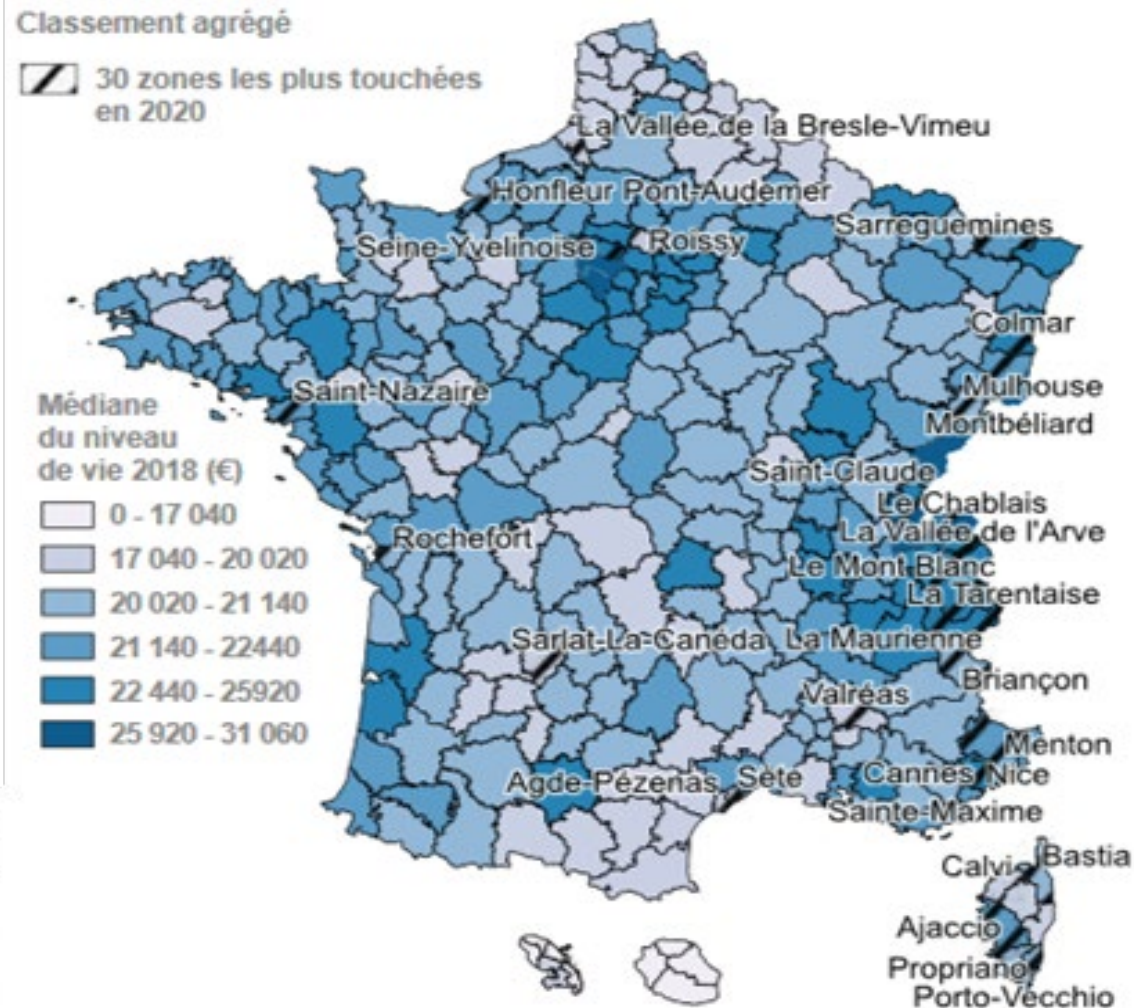 Classement agrégé
30 zones les plus touchées
en 2020
La Vallée de la Bresle-Vimeu
Honfleur Pont-Audemer
Sarreguemines
Seine-Yvelinoise
Roissy
Colmar
Mulhouse
Montbéliard
Saint-Nazaire
Médiane
du niveau
de vie 2018 (€)
0 - 17 040
17 040 - 20 020
20 020 - 21 140
21 140 - 22440
22 440 - 25920
25 920 - 31 060
Saint-Claude
Le Chablais
La Vallée de l'Arve
Rochefort
Le Mont Blanc
La Tarentaise
Sarlat-La-Canéda
La Maurienne
Briançon
Valréas
Menton
Agde-Pézenas
Sète
Cannes
Nice
Sainte-Maxime
Calvi
Bastia
Ajaccio
Propriano
Porto-Vecchio